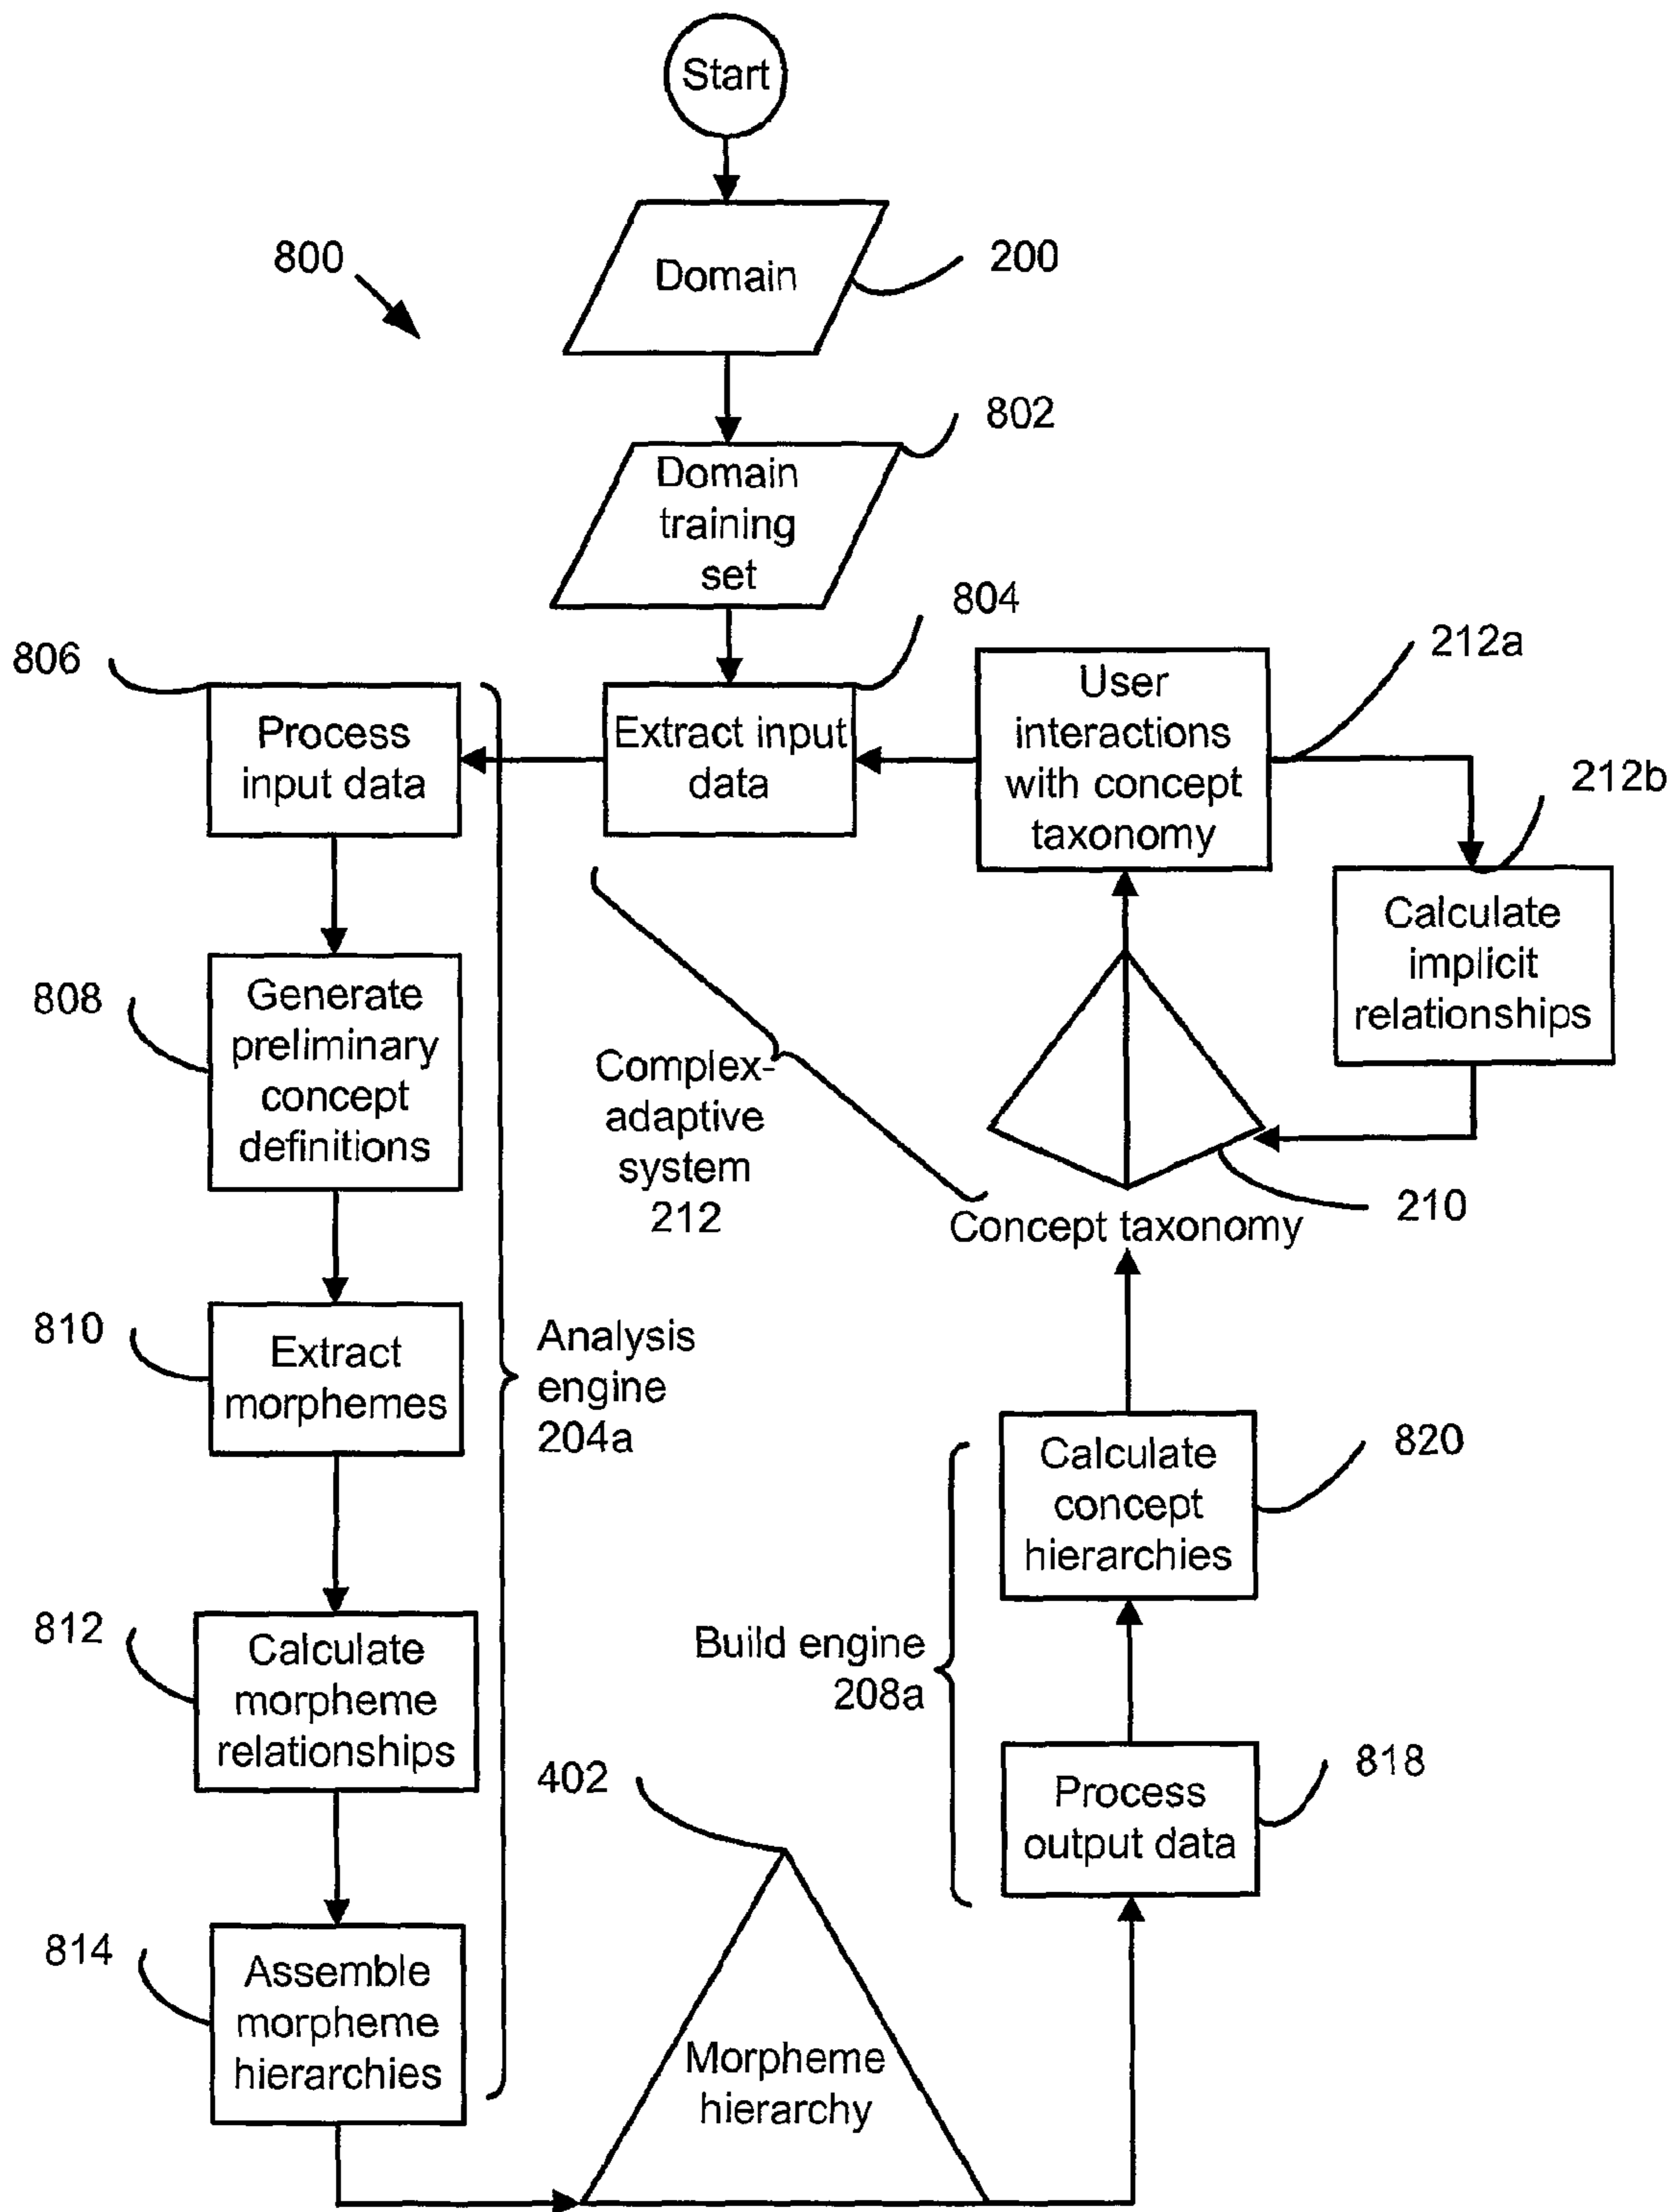 Start
800
Domain
200
802
Domain
training
set
804
806
Process
input data
Extract input
data
User
interactions
with concept
taxonomy
212a
212b
Calculate
implicit
relationships
808
Generate
preliminary
concept
definitions
Complex-
adaptive
system
212
210
Concept taxonomy
810
Extract
morphemes
Analysis
engine
204a
Calculate
concept
hierarchies
820
812
Calculate
morpheme
relationships
Build engine
208a
402
Process
output data
818
814
Assemble
morpheme
hierarchies
Morpheme
hierarchy